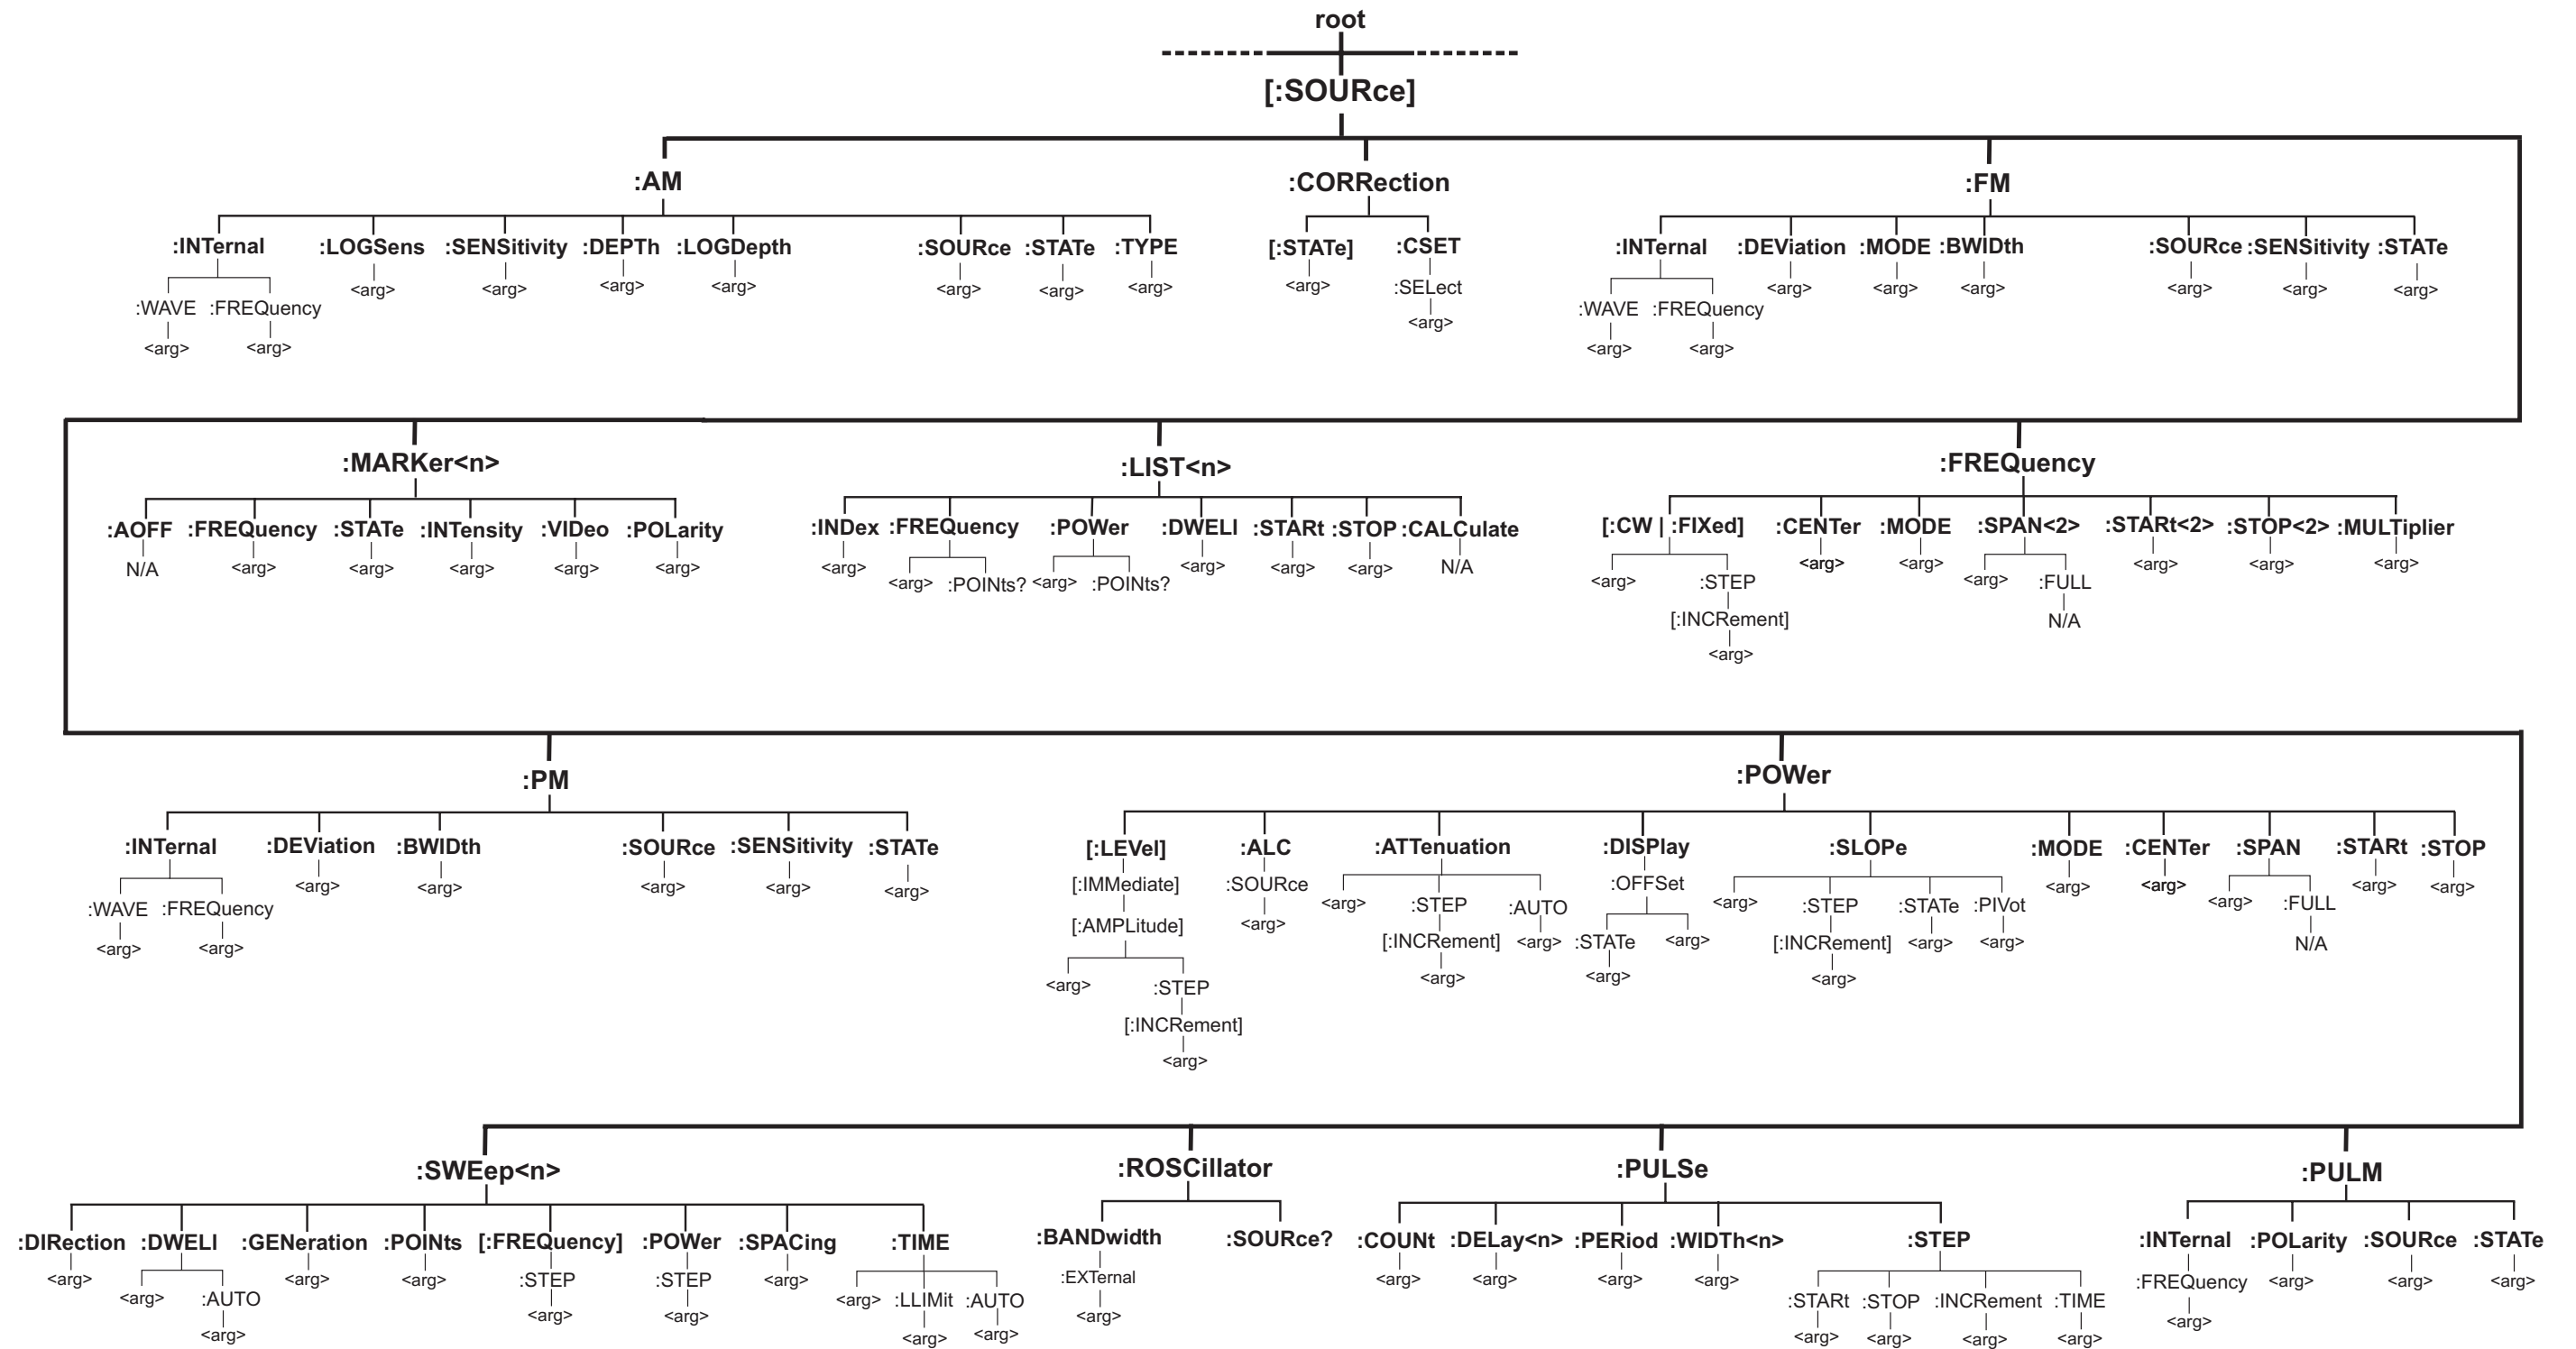 root
[:SOURce]
:AM :CORRection :FM
:INTernal :LOGSens :SENSitivity :DEPTh :LOGDepth :SOURce :STATe :TYPE [:STATe] :CSET :INTernal :DEViation :MODE :BWIDth :SOURce :SENSitivity :STATe
<arg> <arg> <arg> <arg> <arg> <arg> <arg> <arg> :SELect <arg> <arg> <arg> <arg> <arg> <arg>
:WAVE :FREQuency <arg> :WAVE :FREQuency
<arg> <arg> <arg> <arg>
:MARKer<n> :LIST<n> :FREQuency
:AOFF :FREQuency :STATe :INTensity :VIDeo :POLarity :INDex :FREQuency :POWer :DWELl :STARt :STOP :CALCulate [:CW | :FIXed] :CENTer :MODE :SPAN<2> :STARt<2> :STOP<2> :MULTiplier
N/A <arg> <arg> <arg> <arg> <arg> <arg> <arg> <arg> <arg> N/A <arg> <arg> <arg> <arg> <arg>
<arg> :POINts? <arg> :POINts? <arg> :STEP <arg> :FULL
[:INCRement] N/A
<arg>
:PM :POWer
:INTernal :DEViation :BWIDth :SOURce :SENSitivity :STATe [:LEVel] :ALC :ATTenuation :DISPlay :SLOPe :MODE :CENTer :SPAN :STARt :STOP
<arg> <arg> <arg> <arg> <arg> [:IMMediate] :SOURce :OFFSet <arg> <arg> <arg> <arg>
:WAVE :FREQuency [:AMPLitude] <arg> <arg> :STEP :AUTO <arg> :STEP :STATe :PIVot <arg> :FULL
<arg> <arg> [:INCRement] <arg> :STATe <arg> [:INCRement] <arg> <arg> N/A
<arg> :STEP <arg> <arg> <arg>
[:INCRement]
<arg>
:SWEep<n> :ROSCillator :PULSe :PULM
:DIRection :DWELl :GENeration :POINts [:FREQuency] :POWer :SPACing :TIME :BANDwidth :SOURce? :COUNt :DELay<n> :PERiod :WIDTh<n> :STEP :INTernal :POLarity :SOURce :STATe
<arg> <arg> <arg> :STEP :STEP <arg> :EXTernal <arg> <arg> <arg> <arg> :FREQuency <arg> <arg> <arg>
<arg> :AUTO <arg> <arg> <arg> :LLIMit :AUTO <arg> :STARt :STOP :INCRement :TIME <arg>
<arg> <arg> <arg> <arg> <arg> <arg> <arg>